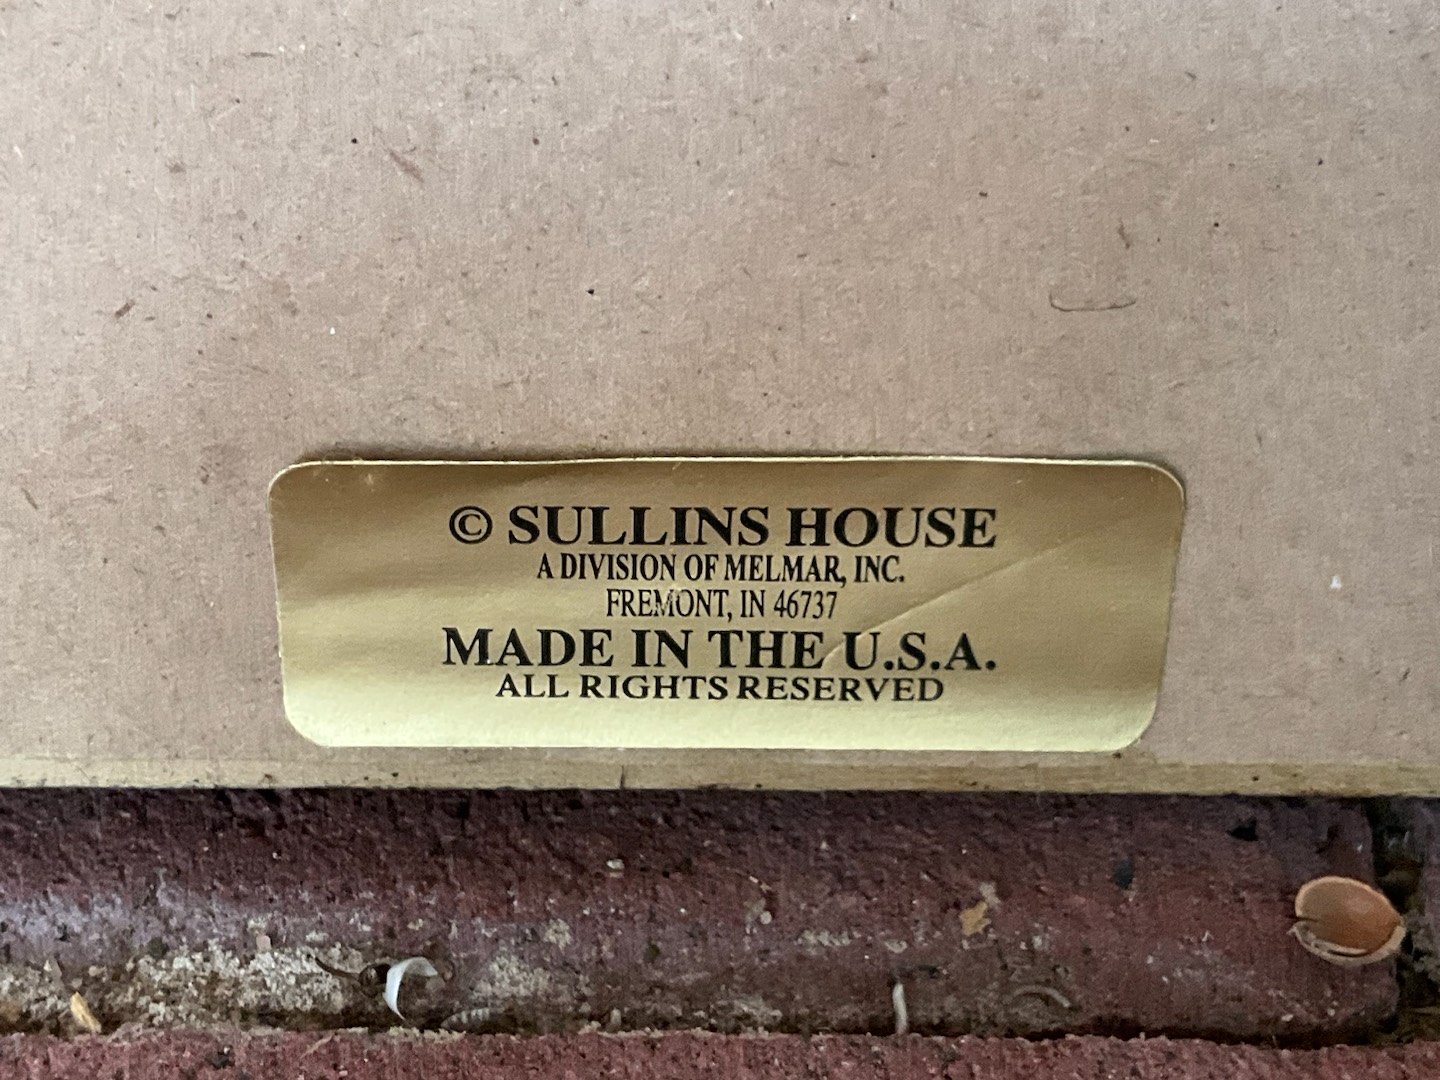 © SULLINS HOUSE
A DIVISION OF MELMAR, INC.
FREMONT, IN 46737
MADE IN THE U.S.A.
ALL RIGHTS RESERVED